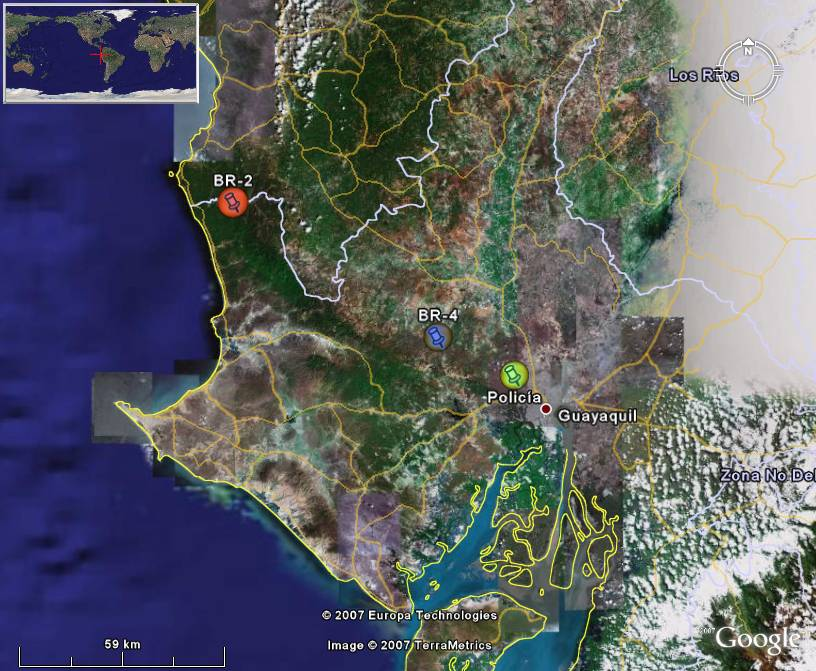 Los Ríos
N
BR-2
BR-4
Policía
Guayaquil
Zona No Del
© 2007 Europa Technologies
Image © 2007 TerraMetrics
59 km
Google